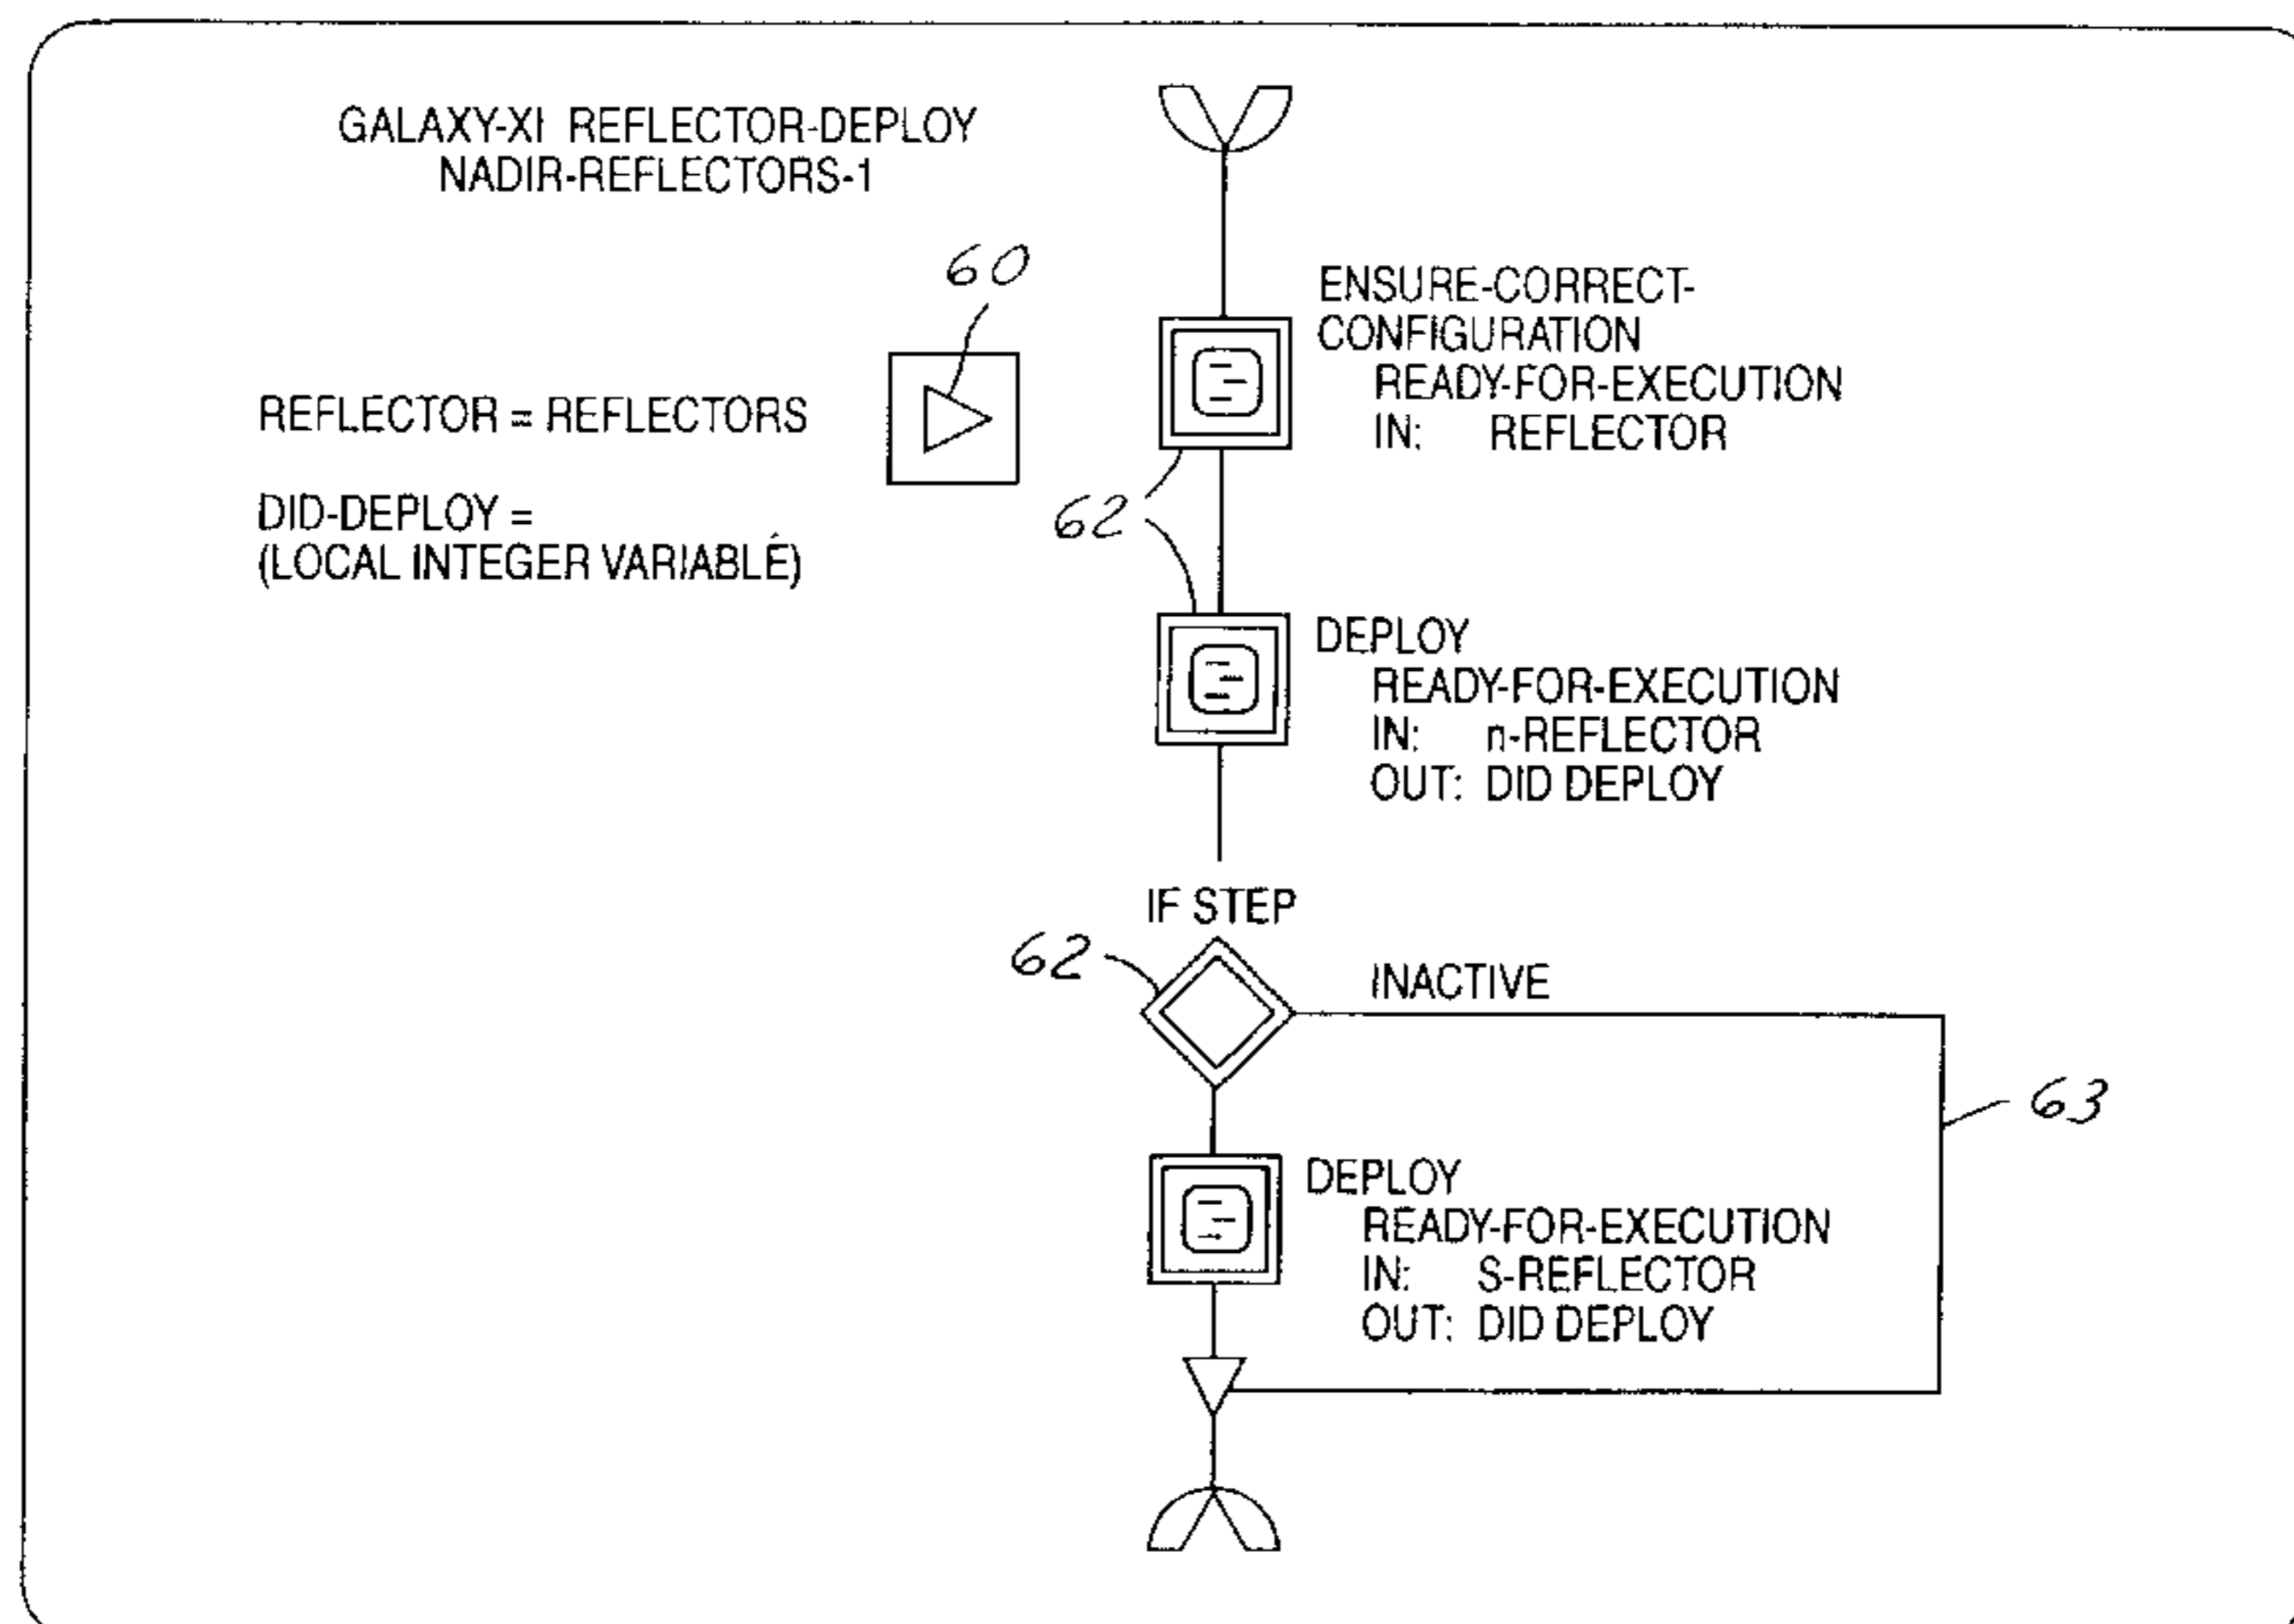 GALAXY-XI REFLECTOR-DEPLOY
NADIR-REFLECTORS-1
60
REFLECTOR = REFLECTORS
DID-DEPLOY =
(LOCAL INTEGER VARIABLE)
ENSURE-CORRECT-
CONFIGURATION
READY-FOR-EXECUTION
IN: REFLECTOR
62
DEPLOY
READY-FOR-EXECUTION
IN: n-REFLECTOR
OUT: DID DEPLOY
IF STEP
62
INACTIVE
63
DEPLOY
READY-FOR-EXECUTION
IN: S-REFLECTOR
OUT: DID DEPLOY